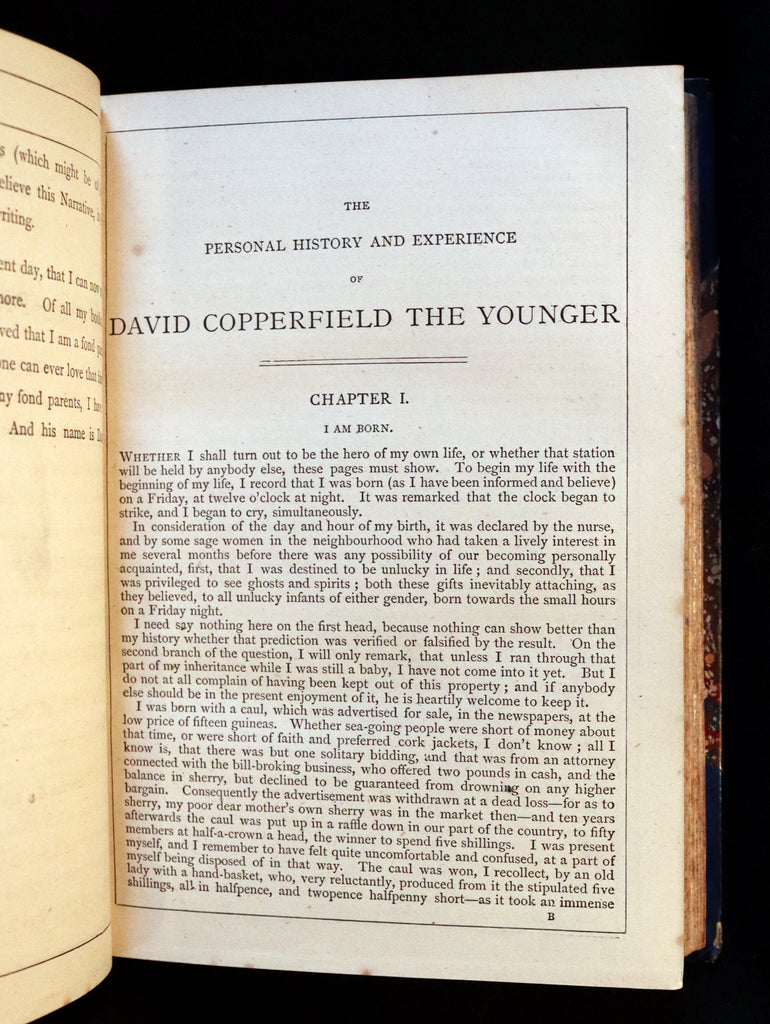 s (which might be of
elieve this Narrative, in
riting.
ent day, that I can now
more. Of all my books
ved that I am a fond
one can ever love that
ny fond parents, I
And his name is
THE
PERSONAL HISTORY AND EXPERIENCE
OF
DAVID COPPERFIELD THE YOUNGER
CHAPTER I.
I AM BORN.
WHETHER I shall turn out to be the hero of my own life, or whether that station
will be held by anybody else, these pages must show. To begin my life with the
beginning of my life, I record that I was born (as I have been informed and believe)
on a Friday, at twelve o'clock at night. It was remarked that the clock began to
strike, and I began to cry, simultaneously.
In consideration of the day and hour of my birth, it was declared by the nurse,
and by some sage women in the neighbourhood who had taken a lively interest in
me several months before there was any possibility of our becoming personally
acquainted, first, that I was destined to be unlucky in life; and secondly, that I
was privileged to see ghosts and spirits; both these gifts inevitably attaching, as
they believed, to all unlucky infants of either gender, born towards the small hours
on a Friday night.
I need say nothing here on the first head, because nothing can show better than
my history whether that prediction was verified or falsified by the result. On the
second branch of the question, I will only remark, that unless I ran through that
part of my inheritance while I was still a baby, I have not come into it yet. But I
do not at all complain of having been kept out of this property; and if anybody
else should be in the present enjoyment of it, he is heartily welcome to keep it.
I was born with a caul, which was advertised for sale, in the newspapers, at the
low price of fifteen guineas. Whether sea-going people were short of money about
that time, or were short of faith and preferred cork jackets, I don't know; all I
know is, that there was but one solitary bidding, and that was from an attorney
connected with the bill-broking business, who offered two pounds in cash, and the
balance in sherry, but declined to be guaranteed from drowning on any higher
bargain. Consequently the advertisement was withdrawn at a dead loss—for as to
sherry, my poor dear mother's own sherry was in the market then—and ten years
afterwards the caul was put up in a raffle down in our part of the country, to fifty
members at half-a-crown a head, the winner to spend five shillings. I was present
myself, and I remember to have felt quite uncomfortable and confused, at a part of
myself being disposed of in that way. The caul was won, I recollect, by an old
lady with a hand-basket, who, very reluctantly, produced from it the stipulated five
shillings, all in halfpence, and twopence halfpenny short—as it took an immense
B